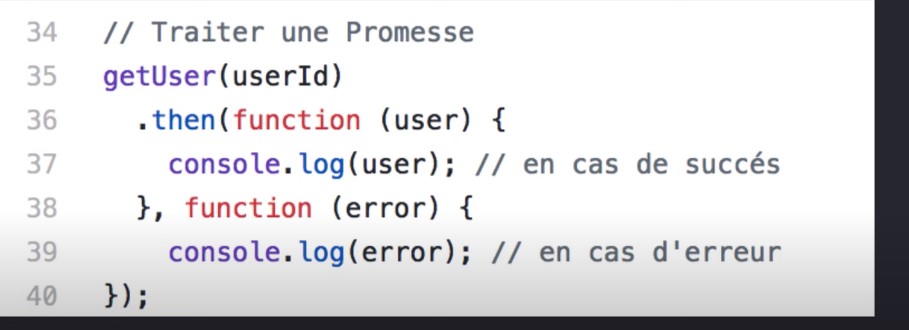 34 // Traiter une Promesse
35 getUser(userId)
36   .then(function (user) {
37     console.log(user); // en cas de succés
38   }, function (error) {
39     console.log(error); // en cas d'erreur
40 });